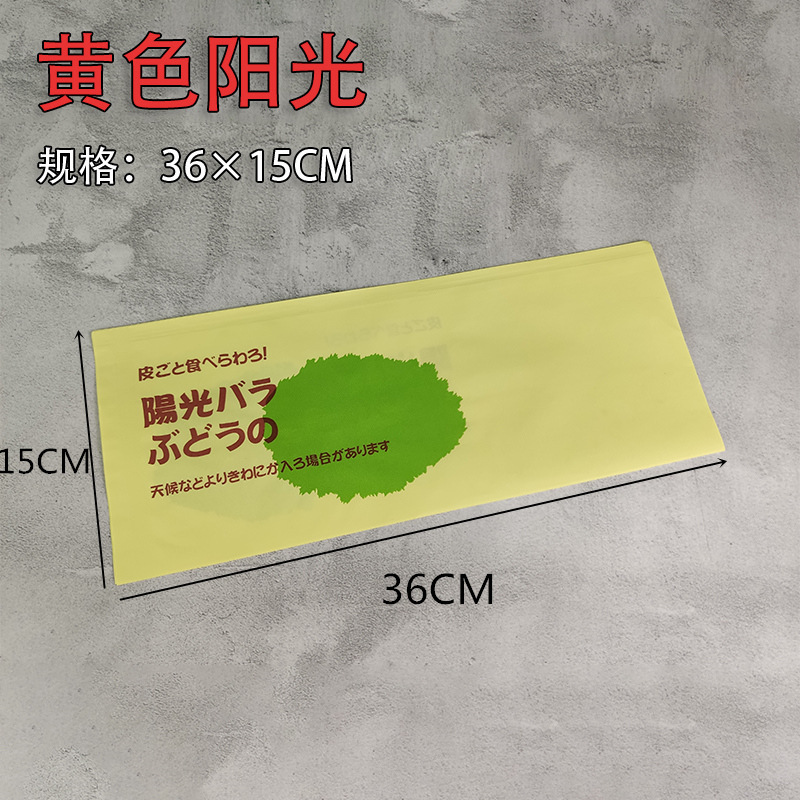 黄色阳光
规格：36×15CM
皮ごと食べらわろ!
陽光バラ
ぶどうの
天候などよりきわにが入ろ場合があります
15CM
36CM